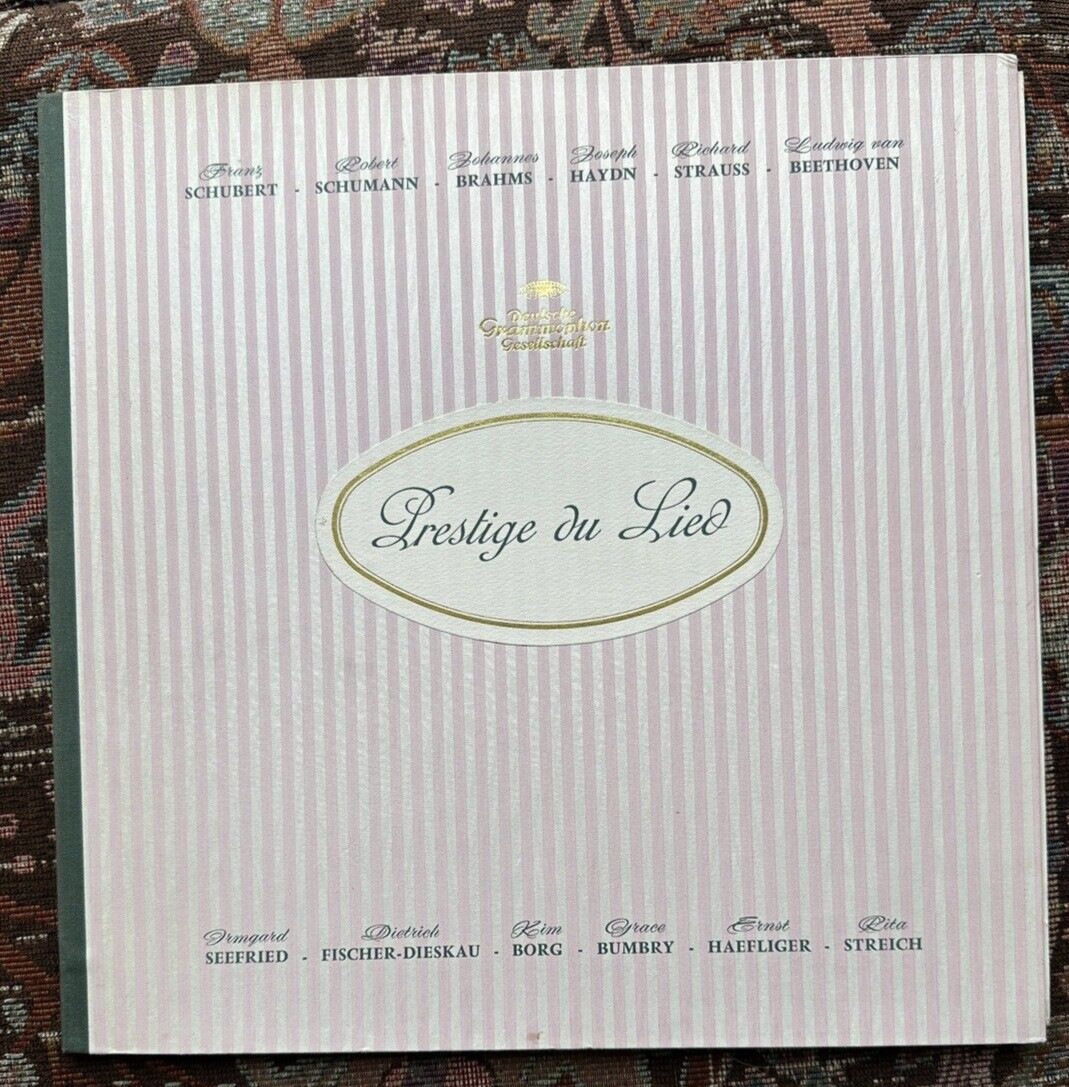 Franz Robert Johannes Joseph Richard Ludwig van
SCHUBERT - SCHUMANN - BRAHMS - HAYDN - STRAUSS - BEETHOVEN
Deutsche
Grammophon
Gesellschaft
Prestige du Lied
Irmgard Dietrich Kim Grace Ernst Rita
SEEFRIED - FISCHER-DIESKAU - BORG - BUMBRY - HAEFLIGER - STREICH